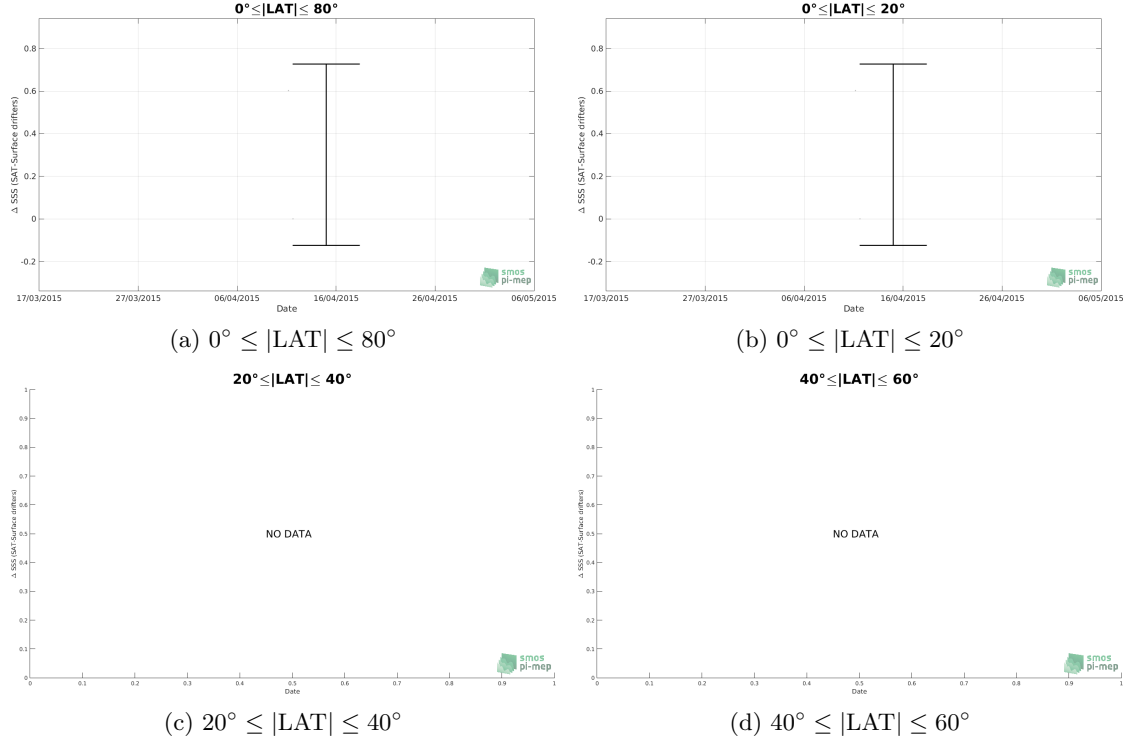 0°≤|LAT|≤ 80°
0.8
0.6
0.4
0.2
0
-0.2
Δ SSS (SAT-Surface drifters)
17/03/2015 27/03/2015 06/04/2015 16/04/2015 26/04/2015 06/05/2015
Date
smos
pi-mep
(a) 0° ≤ |LAT| ≤ 80°
0°≤|LAT|≤ 20°
0.8
0.6
0.4
0.2
0
-0.2
Δ SSS (SAT-Surface drifters)
17/03/2015 27/03/2015 06/04/2015 16/04/2015 26/04/2015 06/05/2015
Date
smos
pi-mep
(b) 0° ≤ |LAT| ≤ 20°
20°≤|LAT|≤ 40°
1
0.9
0.8
0.7
0.6
0.5
0.4
0.3
0.2
0.1
0
Δ SSS (SAT-Surface drifters)
NO DATA
0 0.1 0.2 0.3 0.4 0.5 0.6 0.7 0.8 0.9 1
Date
smos
pi-mep
(c) 20° ≤ |LAT| ≤ 40°
40°≤|LAT|≤ 60°
1
0.9
0.8
0.7
0.6
0.5
0.4
0.3
0.2
0.1
0
Δ SSS (SAT-Surface drifters)
NO DATA
0 0.1 0.2 0.3 0.4 0.5 0.6 0.7 0.8 0.9 1
Date
smos
pi-mep
(d) 40° ≤ |LAT| ≤ 60°